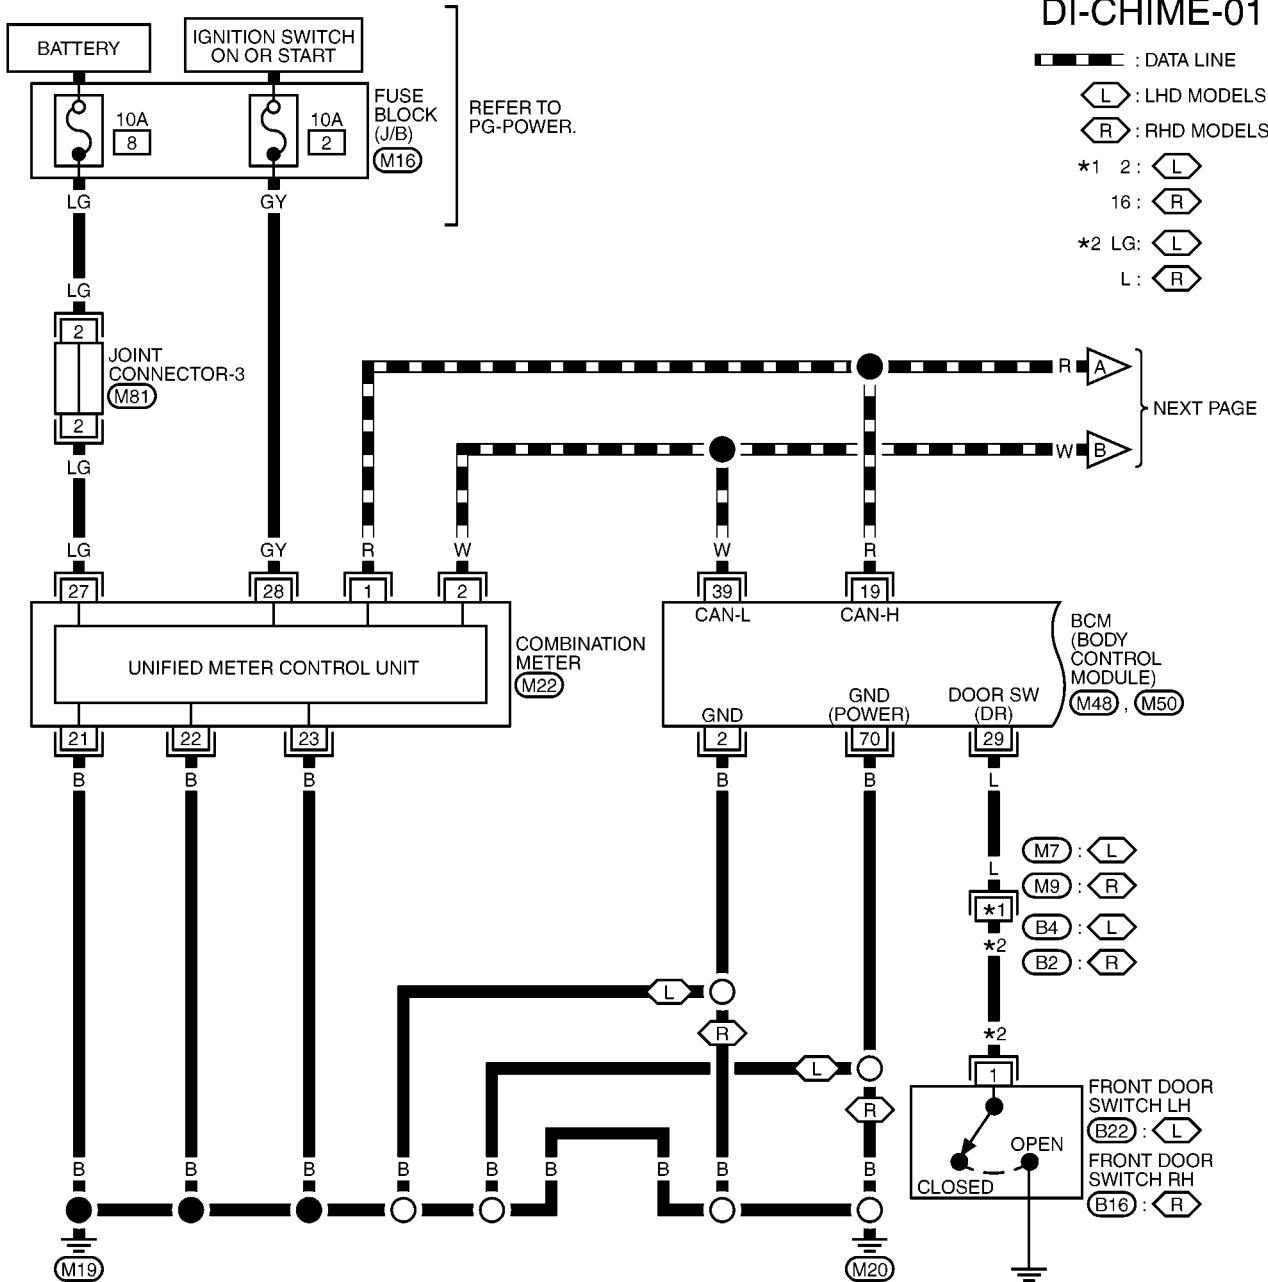 DI-CHIME-01
BATTERY
IGNITION SWITCH
ON OR START
: DATA LINE
L : LHD MODELS
R : RHD MODELS
*1 2 : L
16 : R
*2 LG: L
L : R
10A
8
10A
2
FUSE
BLOCK
(J/B)
M16
REFER TO
PG-POWER.
LG
GY
LG
2
JOINT
CONNECTOR-3
M81
2
LG
R A
W B
NEXT PAGE
LG
GY
R
W
W
R
27
28
1
2
39
19
CAN-L
CAN-H
UNIFIED METER CONTROL UNIT
COMBINATION
METER
M22
BCM
(BODY
CONTROL
MODULE)
M48 , M50
GND
GND
(POWER)
DOOR SW
(DR)
21
22
23
2
70
29
B
B
B
B
B
L
L
M7 : L
M9 : R
*1
B4 : L
*2
B2 : R
L
R
*2
L
R
1
FRONT DOOR
SWITCH LH
B22 : L
OPEN
CLOSED
FRONT DOOR
SWITCH RH
B16 : R
B
B
B
B
B
B
B
B
B
M19
M20